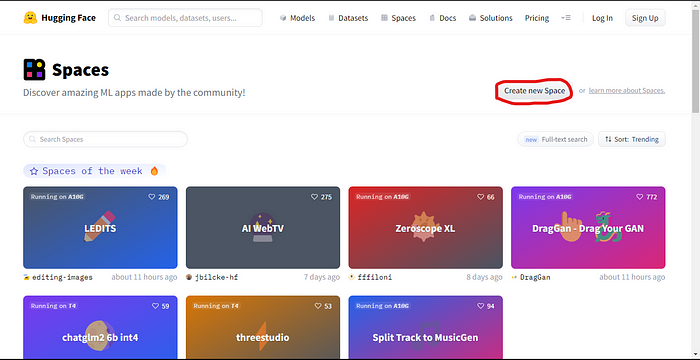 Hugging Face
Search models, datasets, users...
Models
Datasets
Spaces
Docs
Solutions
Pricing
Log In
Sign Up
Spaces
Discover amazing ML apps made by the community!
Create new Space
or learn more about Spaces.
Search Spaces
new Full-text search
Sort: Trending
Spaces of the week
Running on A10G
269
LEDITS
editing-images
about 11 hours ago
275
AI WebTV
jbilcke-hf
7 days ago
Running on A10G
66
Zeroscope XL
fffiloni
8 days ago
Running on A10G
772
DragGan - Drag Your GAN
DragGan
about 11 hours ago
Running on T4
59
chatglm2 6b int4
Running on T4
53
threestudio
Running on A10G
94
Split Track to MusicGen